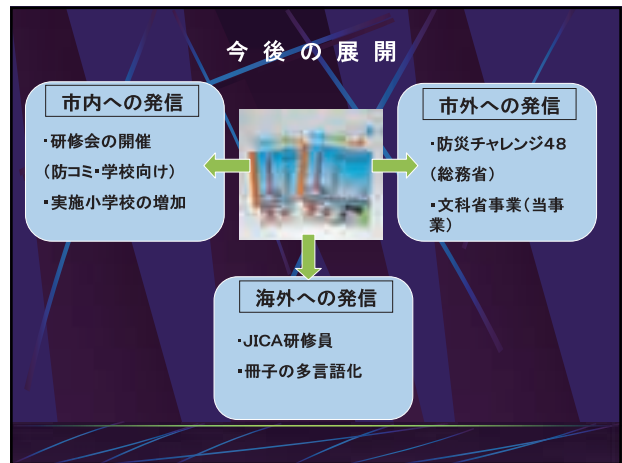 今後の展開
市内への発信
・研修会の開催
(防コミ・学校向け)
・実施小学校の増加
市外への発信
・防災チャレンジ48
(総務省)
・文科省事業(当事
業)
海外への発信
・JICA研修員
・冊子の多言語化